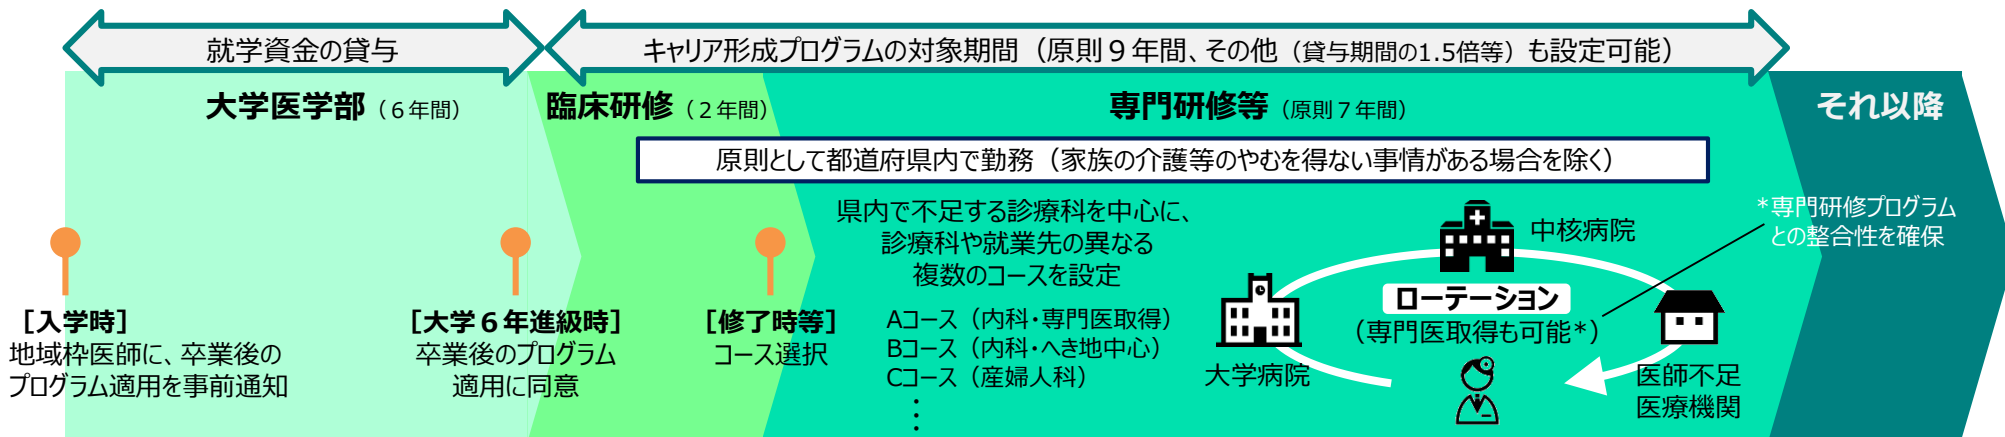 就学資金の貸与
キャリア形成プログラムの対象期間（原則９年間、その他（貸与期間の1.5倍等）も設定可能）
大学医学部（６年間）
臨床研修（２年間）
専門研修等（原則７年間）
それ以降
原則として都道府県内で勤務（家族の介護等のやむを得ない事情がある場合を除く）
［入学時］
地域枠医師に、卒業後の
プログラム適用を事前通知
［大学６年進級時］
卒業後のプログラム
適用に同意
［修了時等］
コース選択
県内で不足する診療科を中心に、
診療科や就業先の異なる
複数のコースを設定
Aコース（内科・専門医取得）
Bコース（内科・へき地中心）
Cコース（産婦人科）
：
中核病院
ローテーション
（専門医取得も可能*）
大学病院
医師不足
医療機関
*専門研修プログラム
との整合性を確保